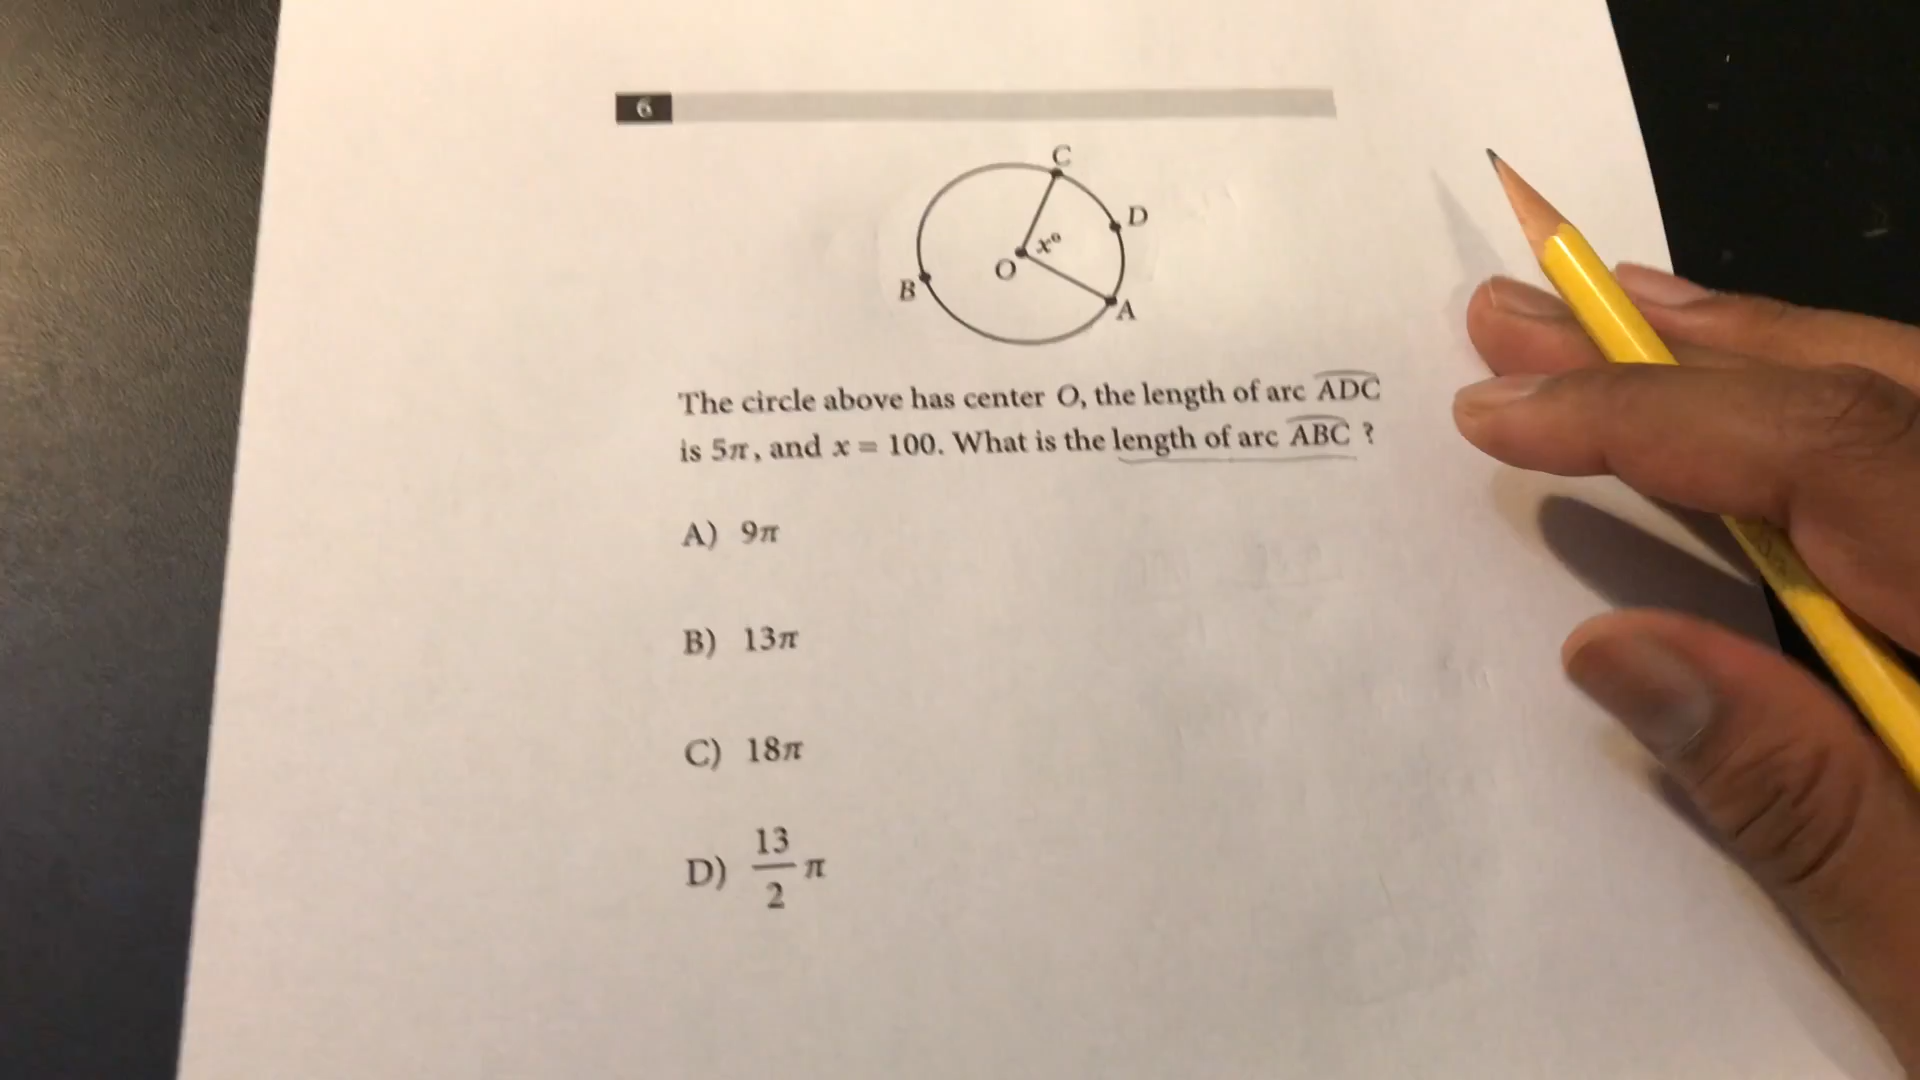 6
C
D
x°
O
B
A
The circle above has center O, the length of arc ADC
is 5π, and x = 100. What is the length of arc ABC ?
A) 9π
B) 13π
C) 18π
D) 13/2 π